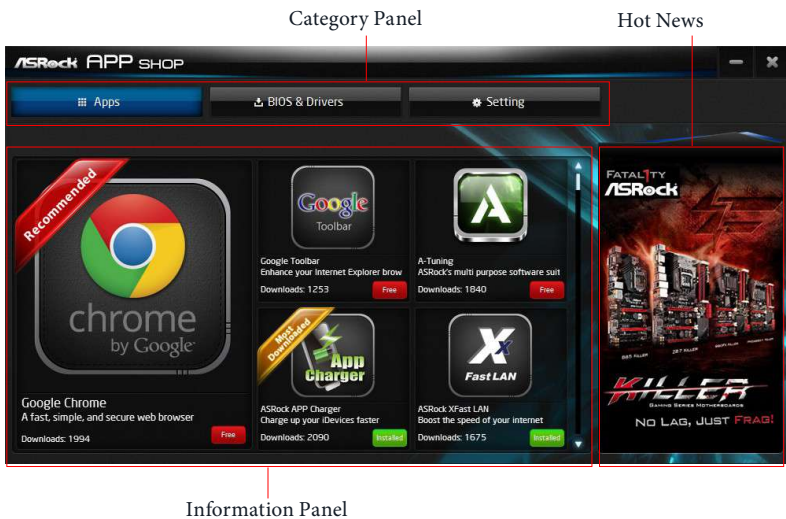 Category Panel
Hot News
ASRock APP SHOP
Apps
BIOS & Drivers
Setting
Recommended
chrome
by Google
Google Chrome
A fast, simple, and secure web browser
Downloads: 1994
Free
Google
Toolbar
Google Toolbar
Enhance your Internet Explorer brow
Downloads: 1253
Free
A
A-Tuning
ASRock's multi purpose software suit
Downloads: 1840
Free
Most
Downloaded
App
Charger
ASRock APP Charger
Charge up your iDevices faster
Downloads: 2090
Installed
X
Fast LAN
ASRock XFast LAN
Boost the speed of your internet
Downloads: 1675
Installed
FATAL1TY
ASRock
Z87 KILLER
KILLER
GAMING SERIES MOTHERBOARDS
NO LAG, JUST FRAG!
Information Panel